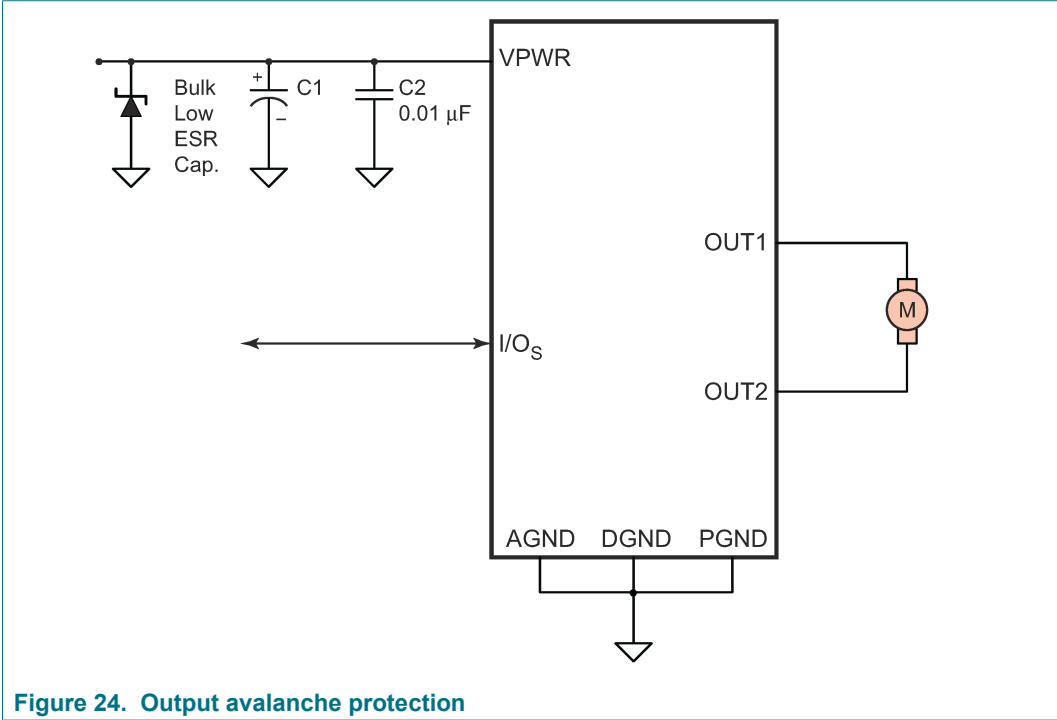 VPWR
Bulk
Low
ESR
Cap.
+
C1
−
C2
0.01 μF
OUT1
M
I/OS
OUT2
AGND DGND PGND
Figure 24. Output avalanche protection